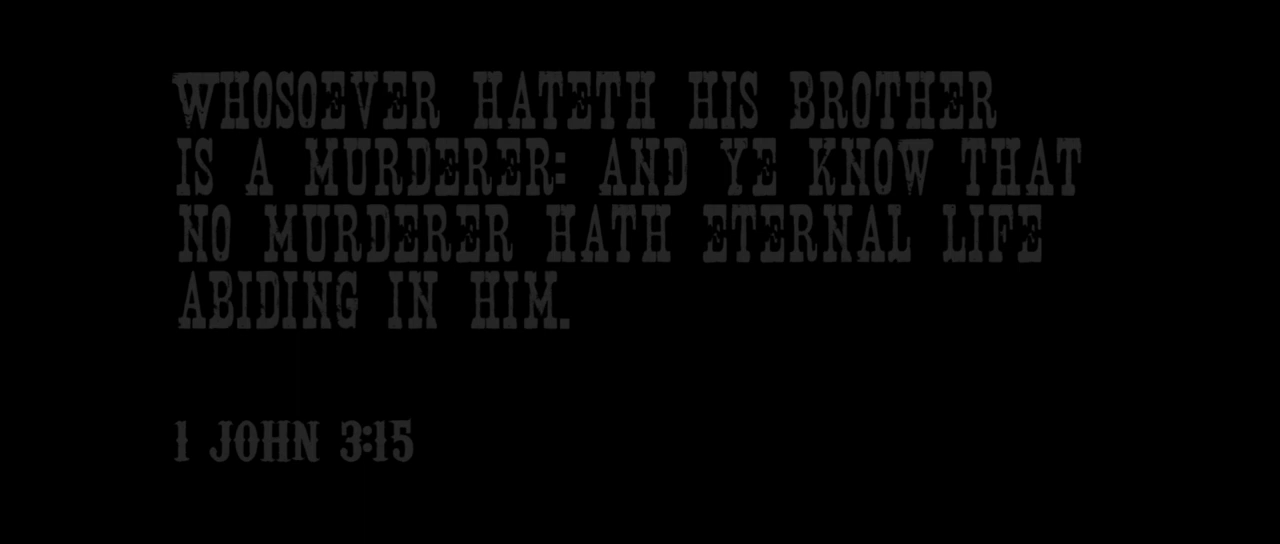 WHOSOEVER HATETH HIS BROTHER
IS A MURDERER: AND YE KNOW THAT
NO MURDERER HATH ETERNAL LIFE
ABIDING IN HIM.
1 JOHN 3:15